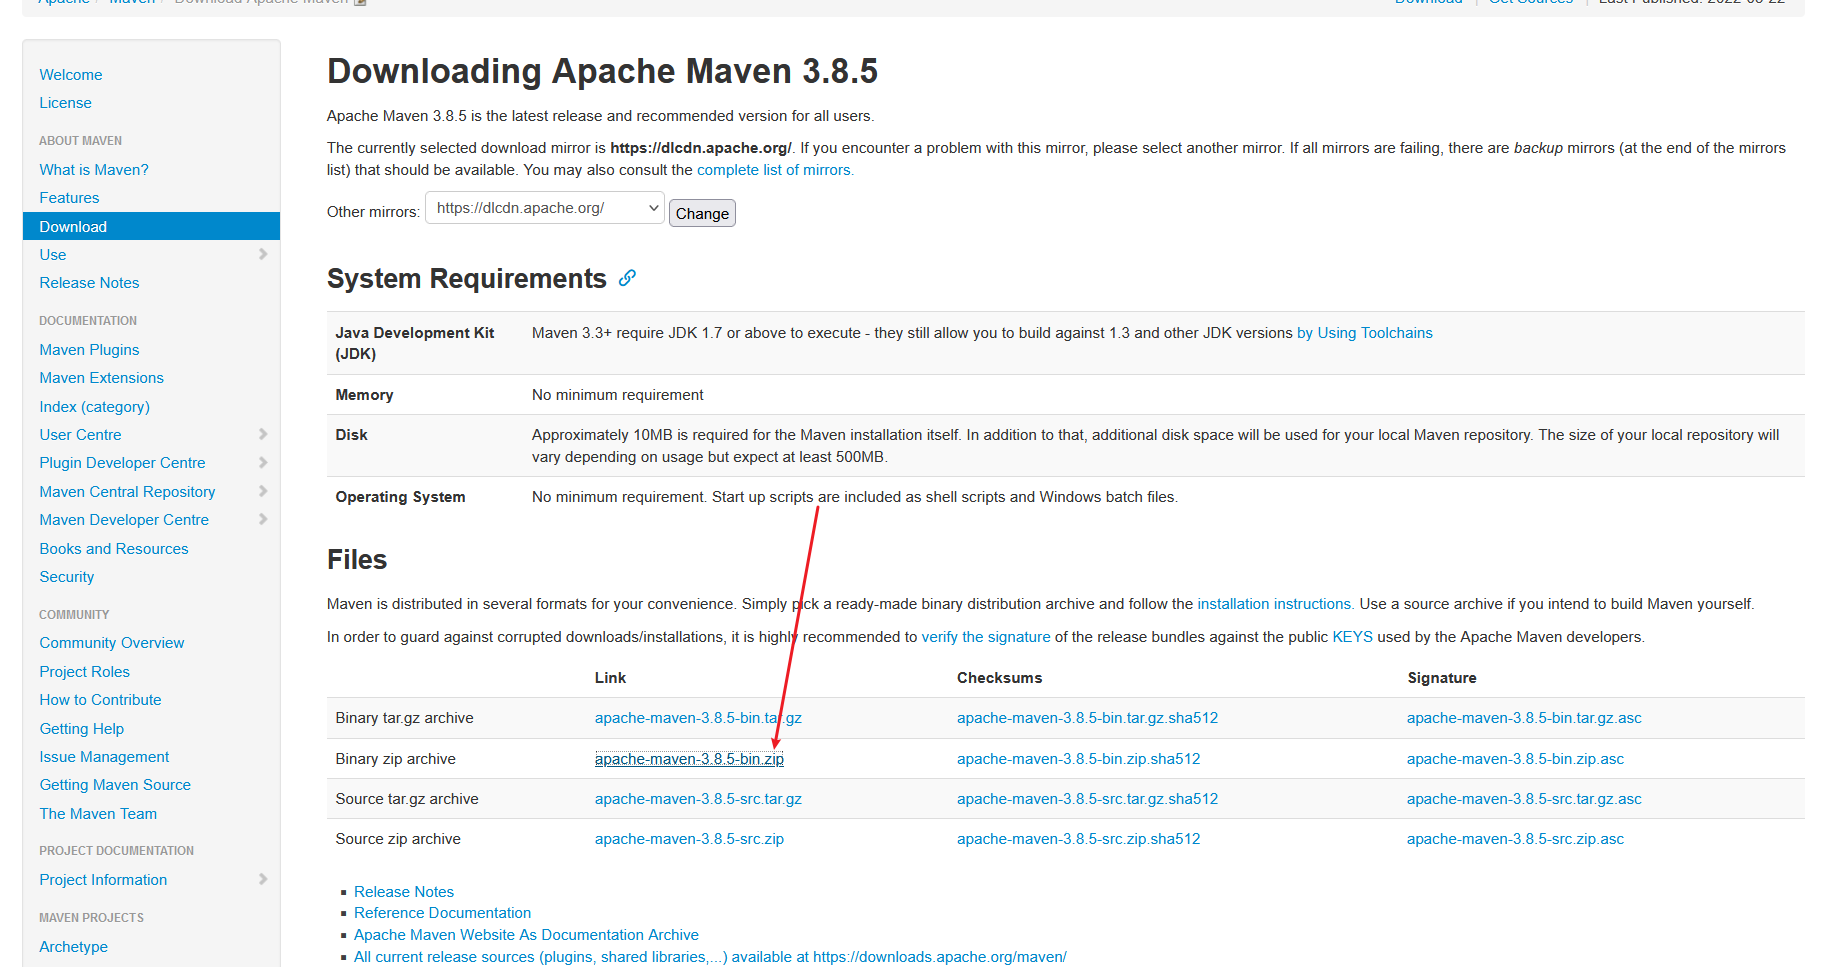 Apache / Maven / Download Apache Maven
Download | Get Sources | Last Published: 2022-03-22
Welcome
License
ABOUT MAVEN
What is Maven?
Features
Download
Use
Release Notes
DOCUMENTATION
Maven Plugins
Maven Extensions
Index (category)
User Centre
Plugin Developer Centre
Maven Central Repository
Maven Developer Centre
Books and Resources
Security
COMMUNITY
Community Overview
Project Roles
How to Contribute
Getting Help
Issue Management
Getting Maven Source
The Maven Team
PROJECT DOCUMENTATION
Project Information
MAVEN PROJECTS
Archetype
Downloading Apache Maven 3.8.5
Apache Maven 3.8.5 is the latest release and recommended version for all users.
The currently selected download mirror is https://dlcdn.apache.org/. If you encounter a problem with this mirror, please select another mirror. If all mirrors are failing, there are backup mirrors (at the end of the mirrors
list) that should be available. You may also consult the complete list of mirrors.
Other mirrors: https://dlcdn.apache.org/ Change
System Requirements
Java Development Kit Maven 3.3+ require JDK 1.7 or above to execute - they still allow you to build against 1.3 and other JDK versions by Using Toolchains
(JDK)
Memory No minimum requirement
Disk Approximately 10MB is required for the Maven installation itself. In addition to that, additional disk space will be used for your local Maven repository. The size of your local repository will
vary depending on usage but expect at least 500MB.
Operating System No minimum requirement. Start up scripts are included as shell scripts and Windows batch files.
Files
Maven is distributed in several formats for your convenience. Simply pick a ready-made binary distribution archive and follow the installation instructions. Use a source archive if you intend to build Maven yourself.
In order to guard against corrupted downloads/installations, it is highly recommended to verify the signature of the release bundles against the public KEYS used by the Apache Maven developers.
Link Checksums Signature
Binary tar.gz archive apache-maven-3.8.5-bin.tar.gz apache-maven-3.8.5-bin.tar.gz.sha512 apache-maven-3.8.5-bin.tar.gz.asc
Binary zip archive apache-maven-3.8.5-bin.zip apache-maven-3.8.5-bin.zip.sha512 apache-maven-3.8.5-bin.zip.asc
Source tar.gz archive apache-maven-3.8.5-src.tar.gz apache-maven-3.8.5-src.tar.gz.sha512 apache-maven-3.8.5-src.tar.gz.asc
Source zip archive apache-maven-3.8.5-src.zip apache-maven-3.8.5-src.zip.sha512 apache-maven-3.8.5-src.zip.asc
Release Notes
Reference Documentation
Apache Maven Website As Documentation Archive
All current release sources (plugins, shared libraries,...) available at https://downloads.apache.org/maven/